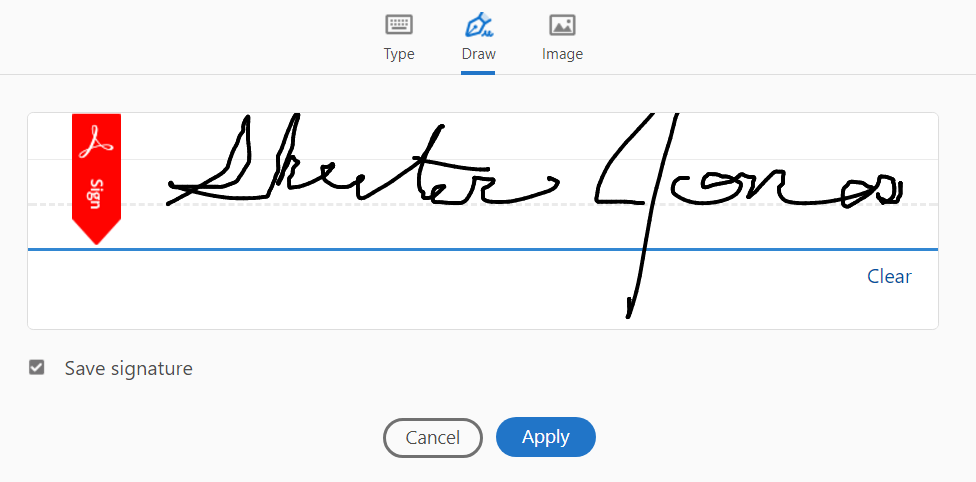 Type Draw Image
Sign
Clear
Save signature
Cancel Apply